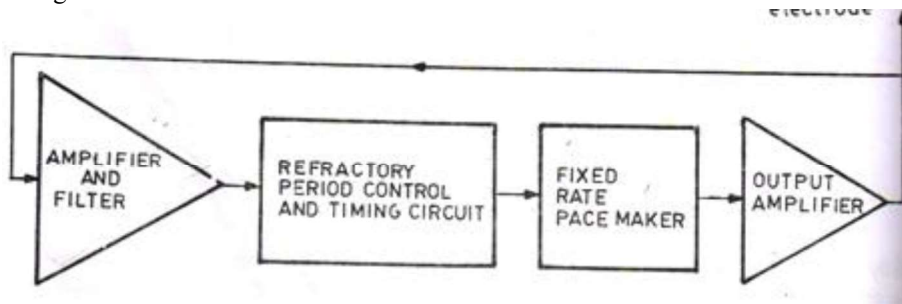 electrode
AMPLIFIER
AND
FILTER
REFRACTORY
PERIOD CONTROL
AND TIMING CIRCUIT
FIXED
RATE
PACE MAKER
OUTPUT
AMPLIFIER